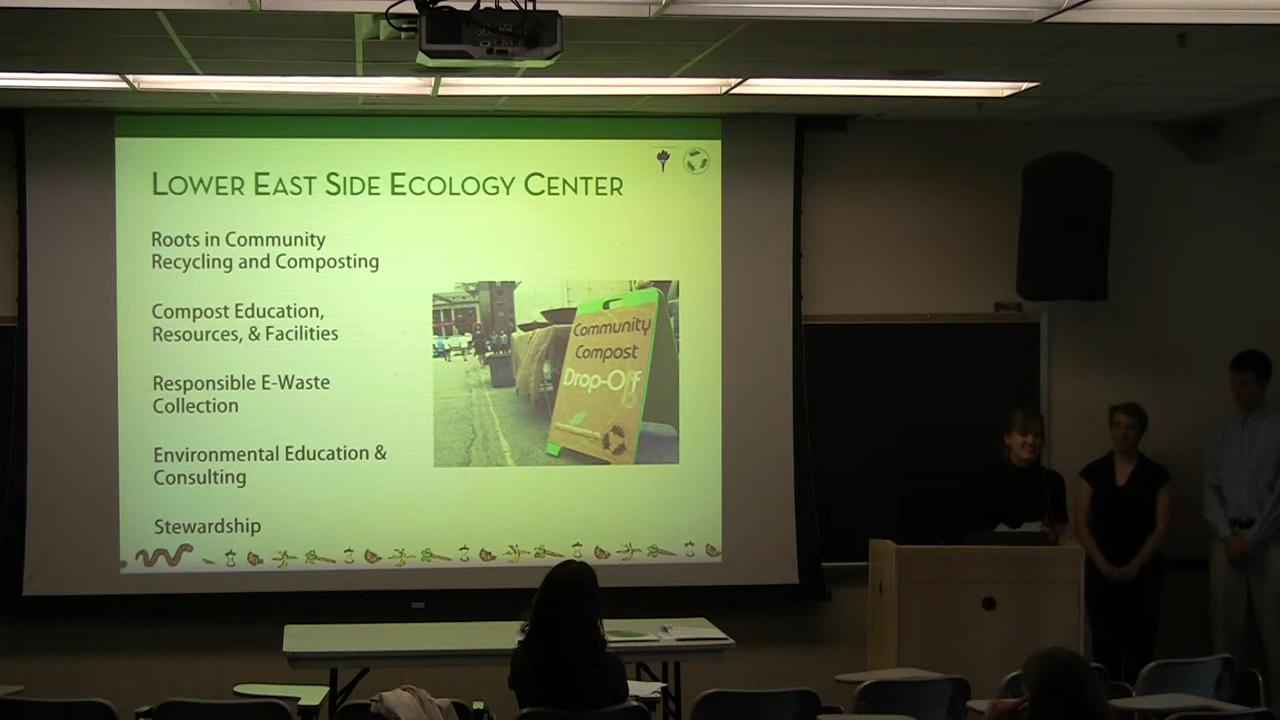 LOWER EAST SIDE ECOLOGY CENTER
Roots in Community
Recycling and Composting
Compost Education,
Resources, & Facilities
Responsible E-Waste
Collection
Environmental Education &
Consulting
Stewardship
Community
Compost
Drop-Off